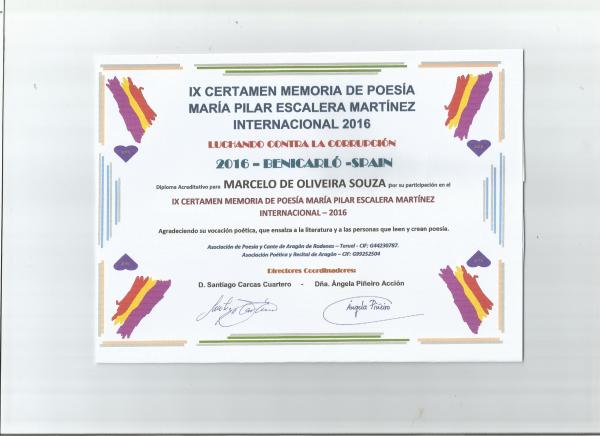 IX CERTAMEN MEMORIA DE POESÍA
MARÍA PILAR ESCALERA MARTÍNEZ
INTERNACIONAL 2016
LUCHANDO CONTRA LA CORRUPCIÓN
2016 - BENICARLÓ -SPAIN
Diploma Acreditativo para MARCELO DE OLIVEIRA SOUZA por su participación en el
IX CERTAMEN MEMORIA DE POESÍA MARÍA PILAR ESCALERA MARTÍNEZ
INTERNACIONAL – 2016
Agradeciendo su vocación poética, que ensalza a la literatura y a las personas que leen y crean poesía.
Asociación de Poesía y Cante de Aragón de Rodenas – Teruel - CIF: G44230787.
Asociación Poética y Recital de Aragón – CIF: G99252504
Directores Coordinadores:
D. Santiago Carcas Cuartero - Dña. Ángela Piñeiro Acción
Ángela Piñeiro